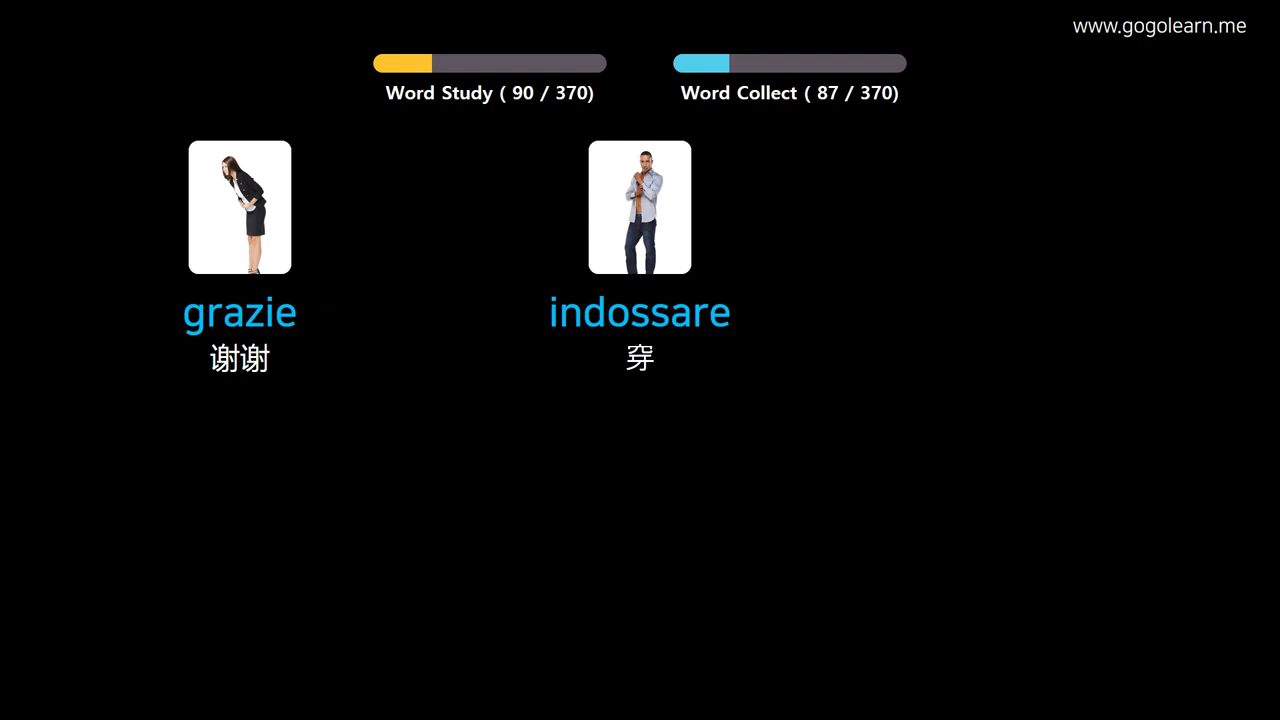 www.gogolearn.me
Word Study ( 90 / 370)
Word Collect ( 87 / 370)
grazie
谢谢
indossare
穿